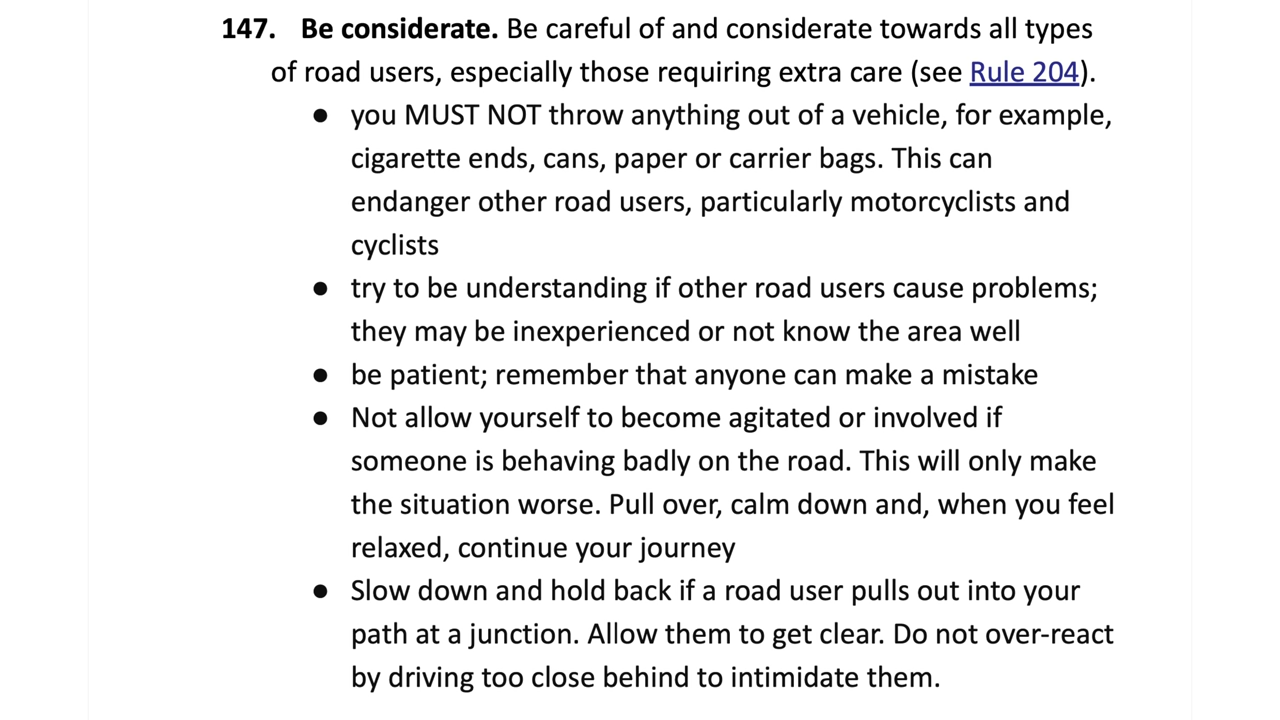 147. Be considerate. Be careful of and considerate towards all types
of road users, especially those requiring extra care (see Rule 204).
● you MUST NOT throw anything out of a vehicle, for example,
cigarette ends, cans, paper or carrier bags. This can
endanger other road users, particularly motorcyclists and
cyclists
● try to be understanding if other road users cause problems;
they may be inexperienced or not know the area well
● be patient; remember that anyone can make a mistake
● Not allow yourself to become agitated or involved if
someone is behaving badly on the road. This will only make
the situation worse. Pull over, calm down and, when you feel
relaxed, continue your journey
● Slow down and hold back if a road user pulls out into your
path at a junction. Allow them to get clear. Do not over-react
by driving too close behind to intimidate them.